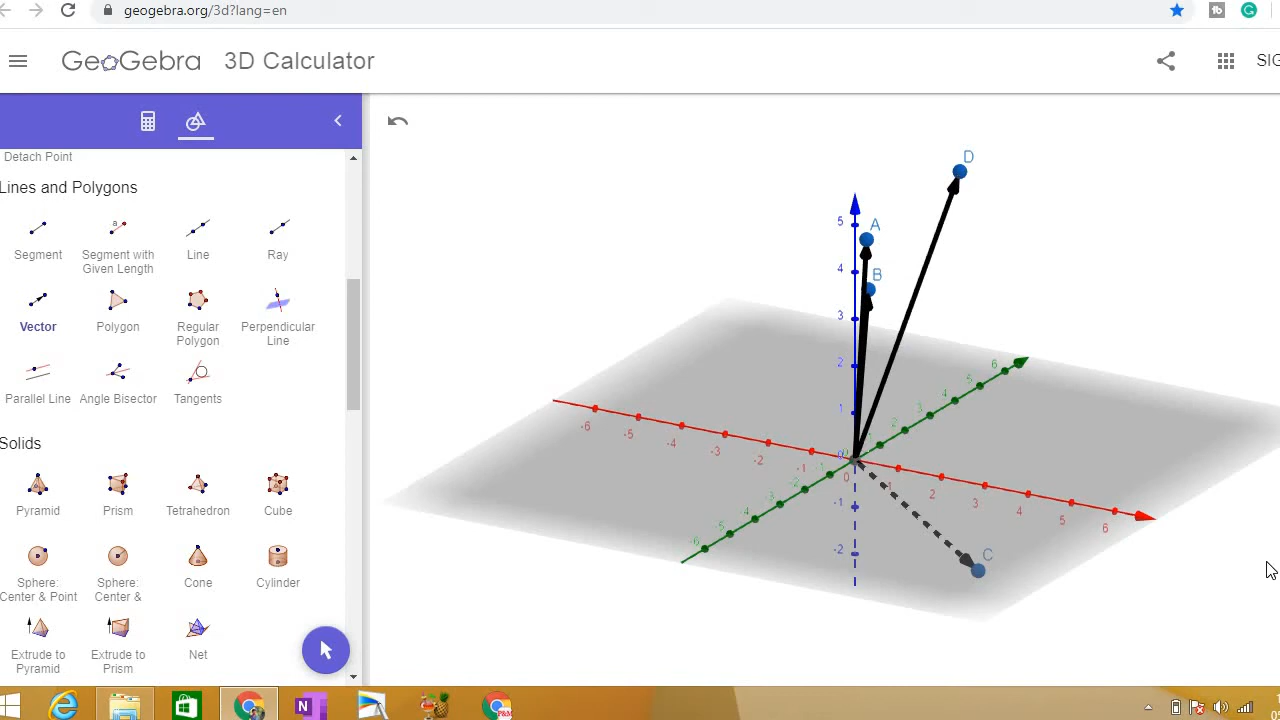 geogebra.org/3d?lang=en
GeoGebra 3D Calculator
Detach Point
Lines and Polygons
Segment
Segment with Given Length
Line
Ray
Vector
Polygon
Regular Polygon
Perpendicular Line
Parallel Line
Angle Bisector
Tangents
Solids
Pyramid
Prism
Tetrahedron
Cube
Sphere: Center & Point
Sphere: Center &
Cone
Cylinder
Extrude to Pyramid
Extrude to Prism
Net
SIG
D
A
B
C
5
4
3
2
1
0
-1
-2
-6 -5 -4 -3 -2 -1 0 1 2 3 4 5 6
-6 -5 -4 -3 -2 -1 0 1 2 3 4 5 6
a
tb
G
N
P&M